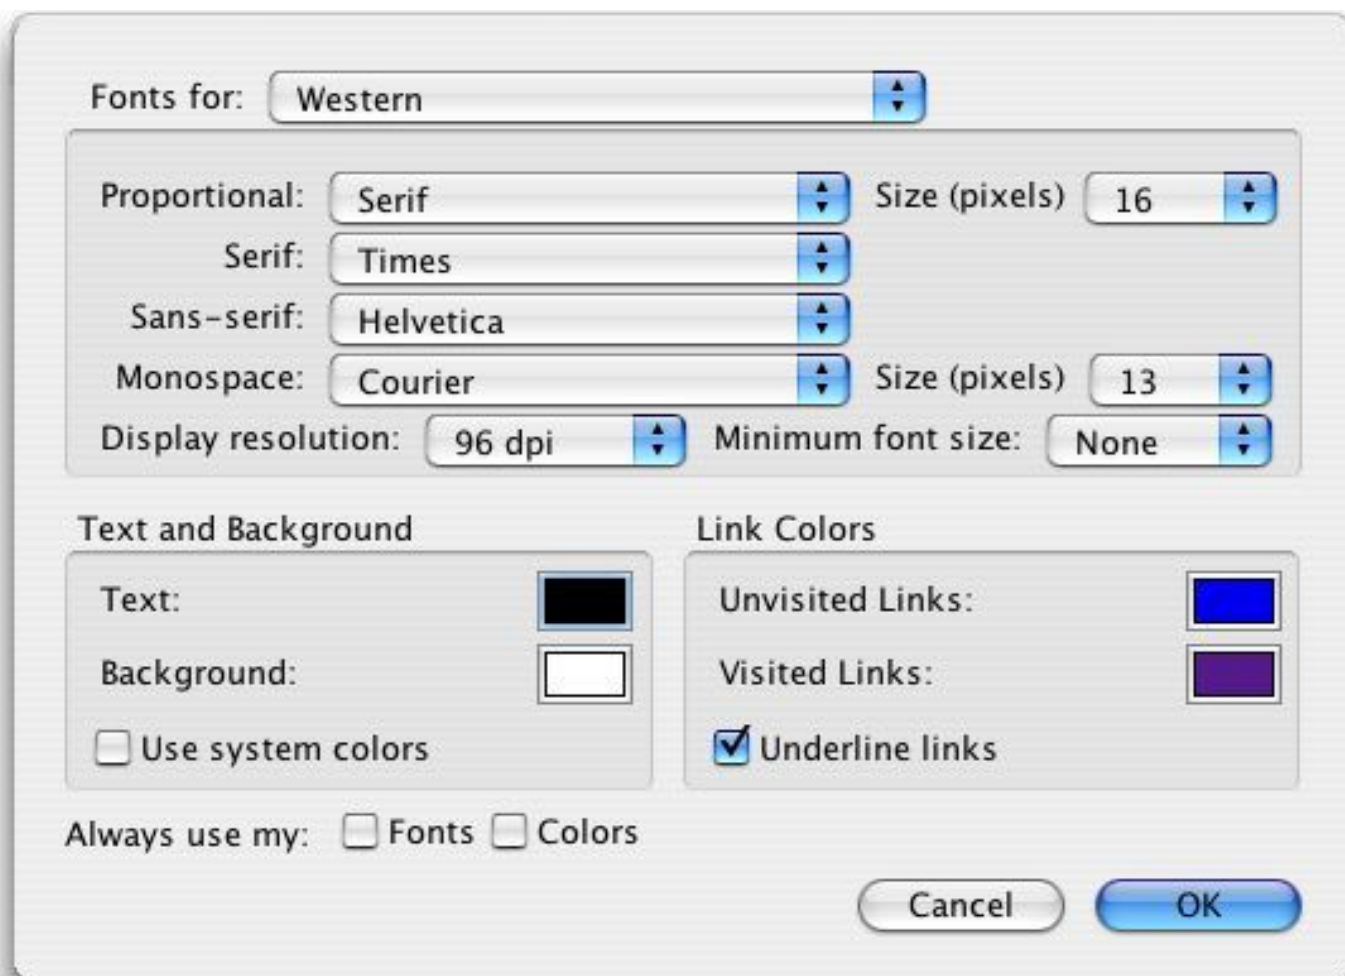 Fonts for: Western
Proportional: Serif Size (pixels) 16
Serif: Times
Sans-serif: Helvetica
Monospace: Courier Size (pixels) 13
Display resolution: 96 dpi Minimum font size: None
Text and Background Link Colors
Text: Unvisited Links:
Background: Visited Links:
Use system colors Underline links
Always use my: Fonts Colors
Cancel OK